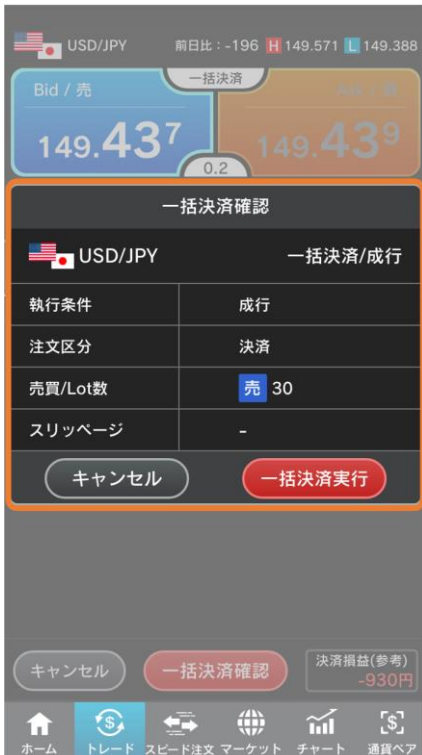 USD/JPY 前日比：-196 H 149.571 L 149.388
一括決済
Bid / 売 Ask / 買
149.437 149.439
0.2
一括決済確認
USD/JPY 一括決済/成行
執行条件 成行
注文区分 決済
売買/Lot数 売 30
スリッページ -
キャンセル 一括決済実行
キャンセル 一括決済確認 決済損益(参考)
-930円
ホーム トレード スピード注文 マーケット チャート 通貨ペア